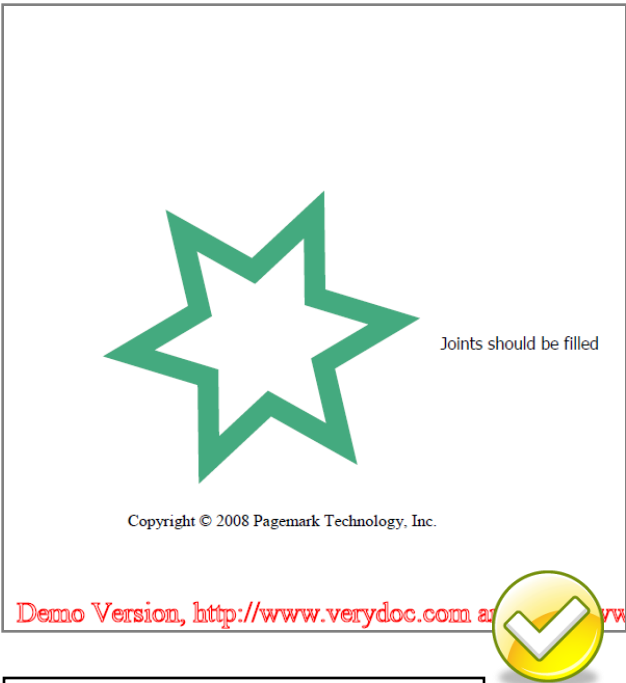 Joints should be filled
Copyright © 2008 Pagemark Technology, Inc.
Demo Version, http://www.verydoc.com